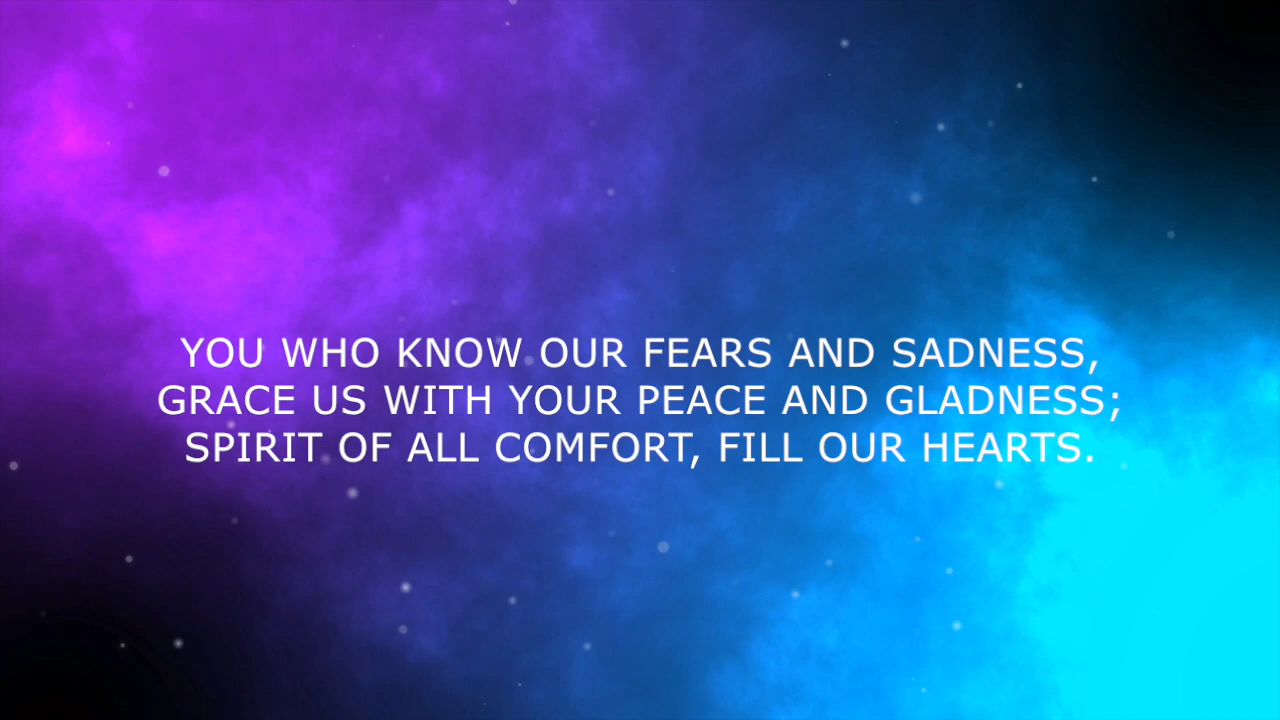 YOU WHO KNOW OUR FEARS AND SADNESS,
GRACE US WITH YOUR PEACE AND GLADNESS;
SPIRIT OF ALL COMFORT, FILL OUR HEARTS.